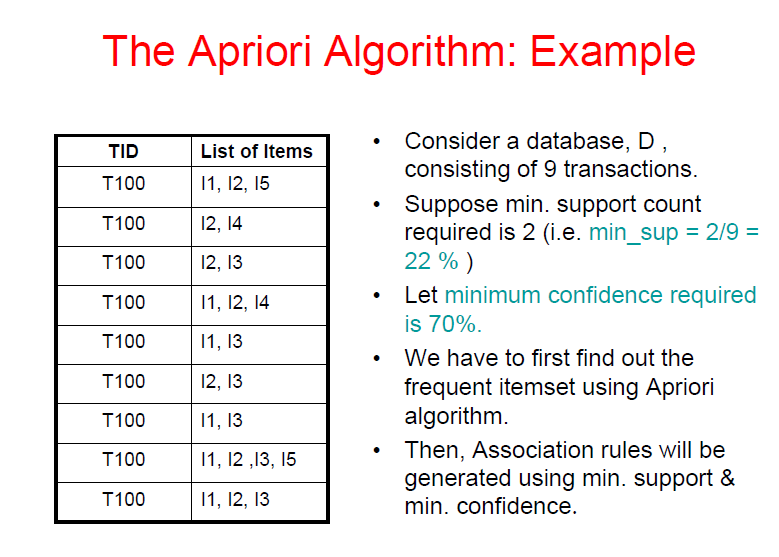 The Apriori Algorithm: Example
TID List of Items
T100 I1, I2, I5
T100 I2, I4
T100 I2, I3
T100 I1, I2, I4
T100 I1, I3
T100 I2, I3
T100 I1, I3
T100 I1, I2 ,I3, I5
T100 I1, I2, I3
• Consider a database, D ,
consisting of 9 transactions.
• Suppose min. support count
required is 2 (i.e. min_sup = 2/9 =
22 % )
• Let minimum confidence required
is 70%.
• We have to first find out the
frequent itemset using Apriori
algorithm.
• Then, Association rules will be
generated using min. support &
min. confidence.